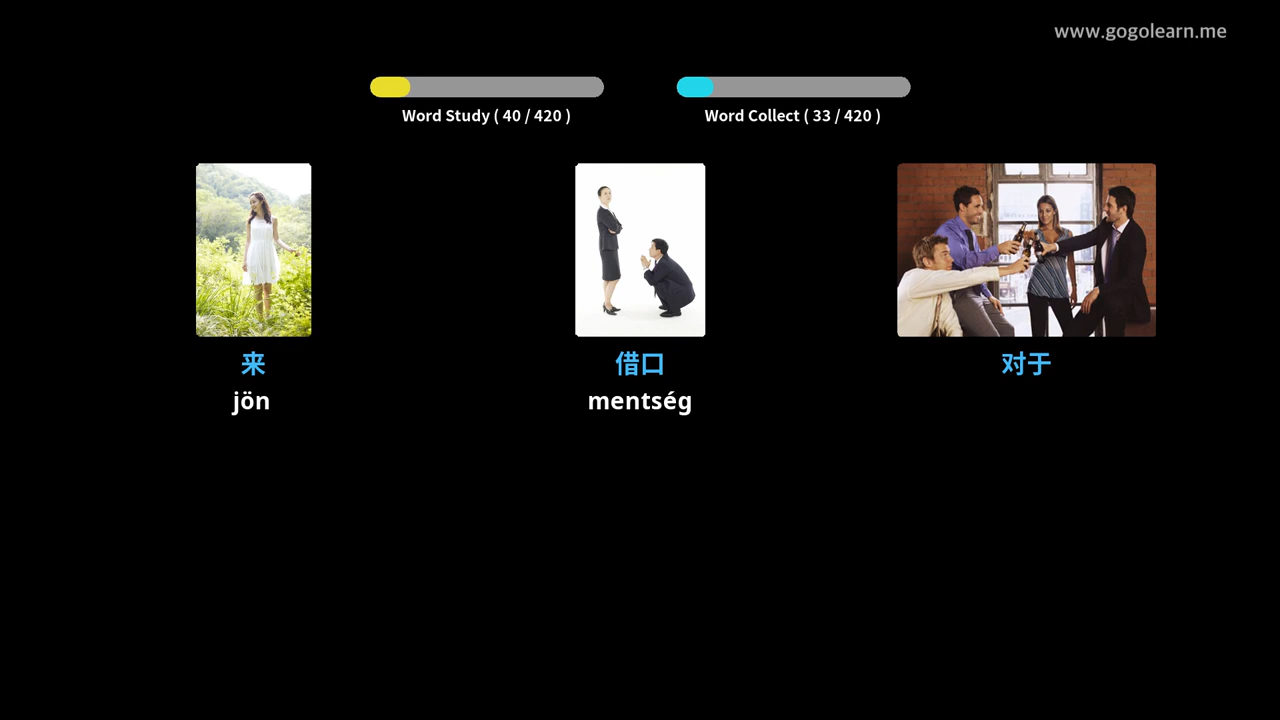 www.gogolearn.me
Word Study ( 40 / 420 )
Word Collect ( 33 / 420 )
来
jön
借口
mentség
对于